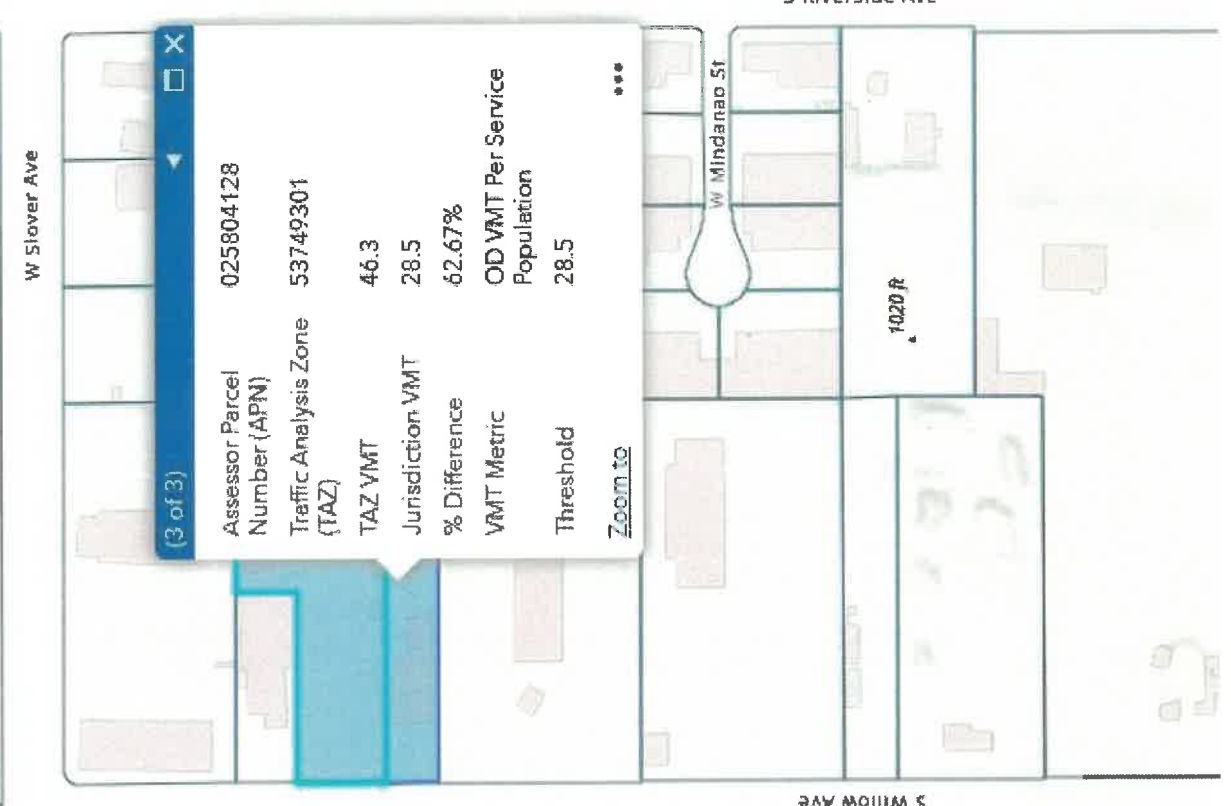 S Riverside Ave
W Slover Ave
(3 of 3)
Assessor Parcel 025804128
Number (APN)
Traffic Analysis Zone 53749301
(TAZ)
TAZ VMT 46.3
Jurisdiction VMT 28.5
% Difference 62.67%
VMT Metric OD VMT Per Service
Population
Threshold 28.5
Zoom to
W Mindanao St
1020 ft
S Willow Ave